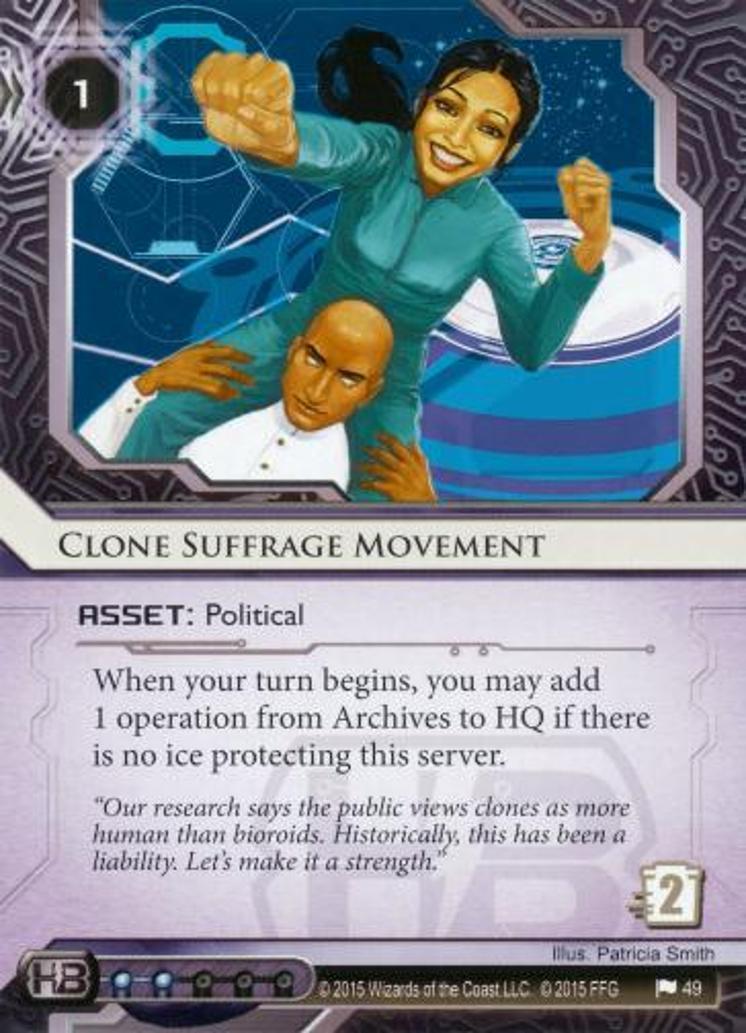 1
CLONE SUFFRAGE MOVEMENT
ASSET: Political
When your turn begins, you may add
1 operation from Archives to HQ if there
is no ice protecting this server.
“Our research says the public views clones as more
human than bioroids. Historically, this has been a
liability. Let’s make it a strength.”
2
Illus. Patricia Smith
HB
© 2015 Wizards of the Coast LLC © 2015 FFG 49